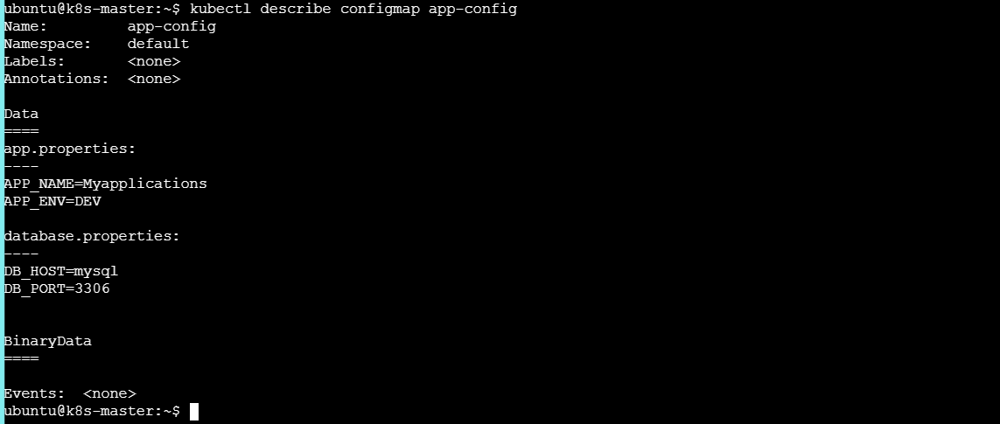 ubuntu@k8s-master:~$ kubectl describe configmap app-config
Name:         app-config
Namespace:    default
Labels:       <none>
Annotations:  <none>

Data
====
app.properties:
----
APP_NAME=Myapplications
APP_ENV=DEV

database.properties:
----
DB_HOST=mysql
DB_PORT=3306


BinaryData
====

Events:  <none>
ubuntu@k8s-master:~$